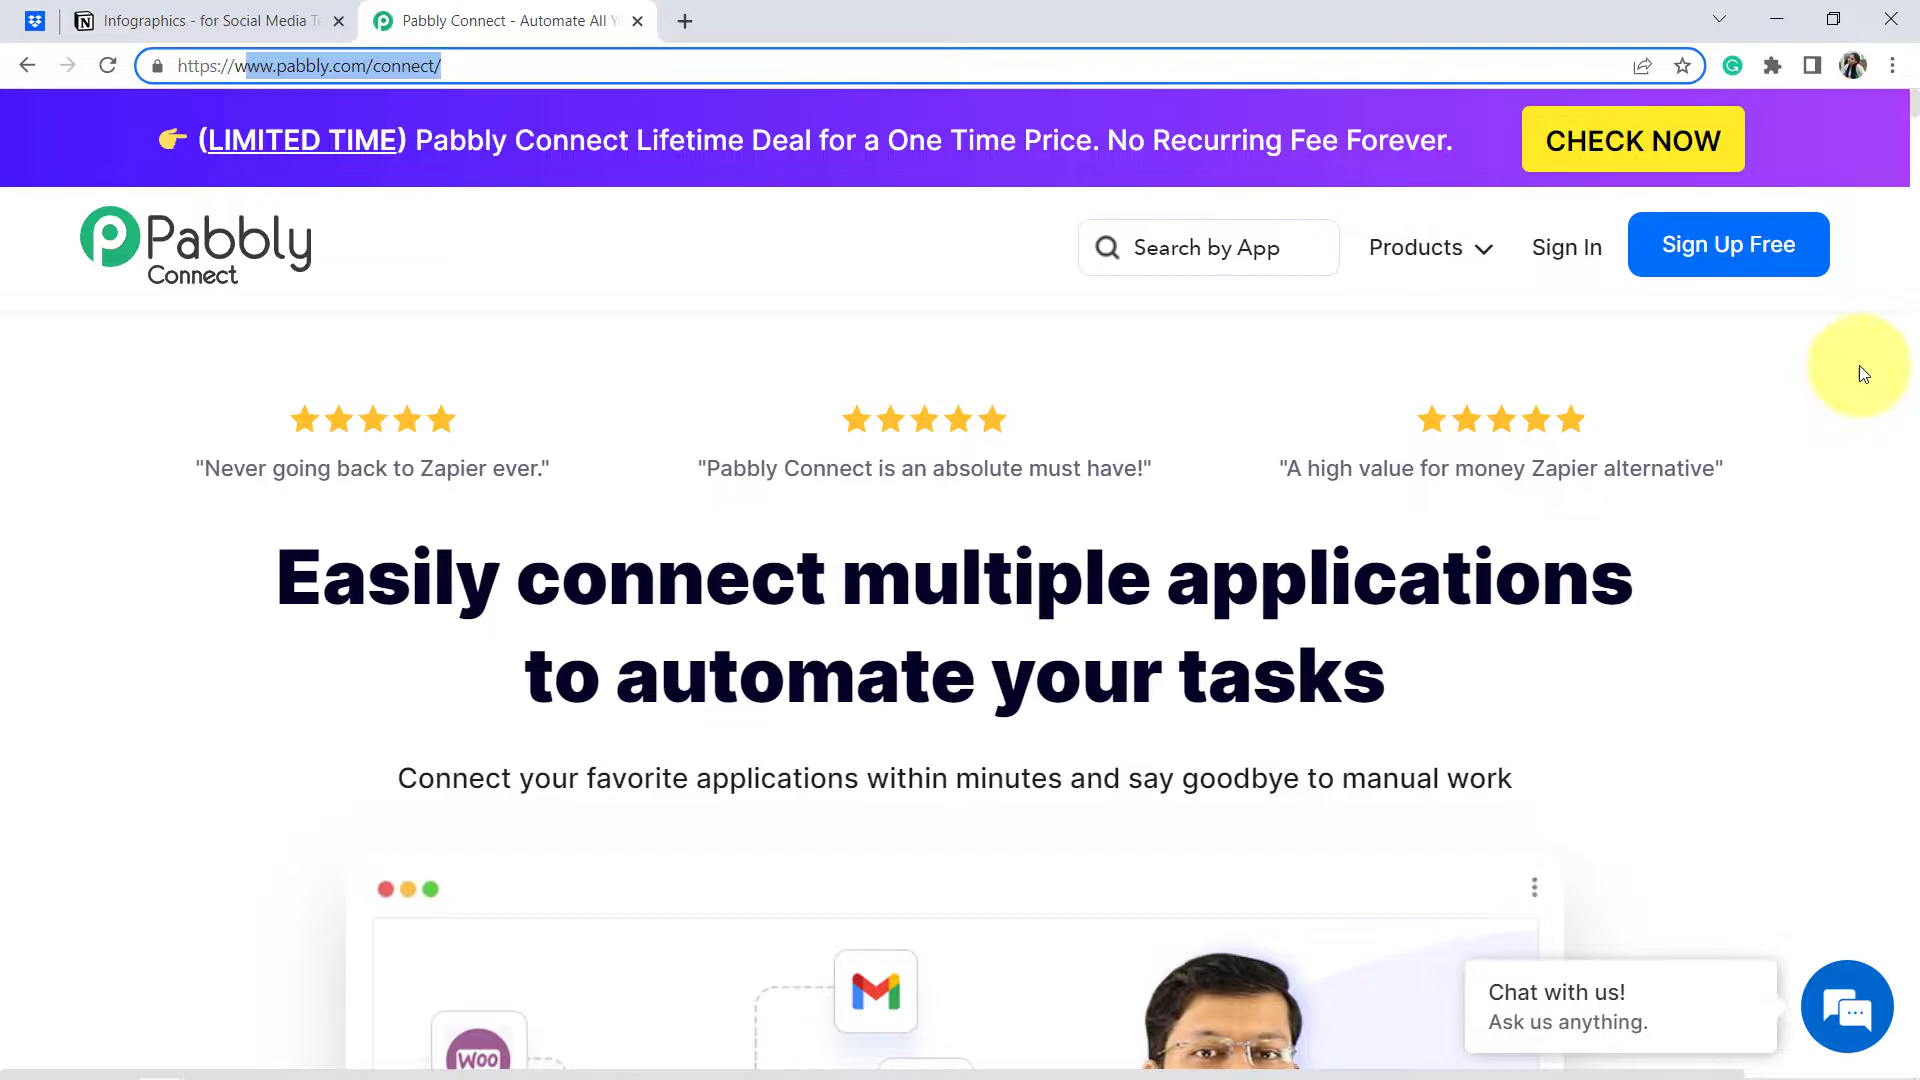 Infographics - for Social Media Te
Pabbly Connect - Automate All Y
https://www.pabbly.com/connect/
👉 (LIMITED TIME) Pabbly Connect Lifetime Deal for a One Time Price. No Recurring Fee Forever.
CHECK NOW
Pabbly
Connect
Search by App
Products
Sign In
Sign Up Free
"Never going back to Zapier ever."
"Pabbly Connect is an absolute must have!"
"A high value for money Zapier alternative"
Easily connect multiple applications
to automate your tasks
Connect your favorite applications within minutes and say goodbye to manual work
WOO
Chat with us!
Ask us anything.